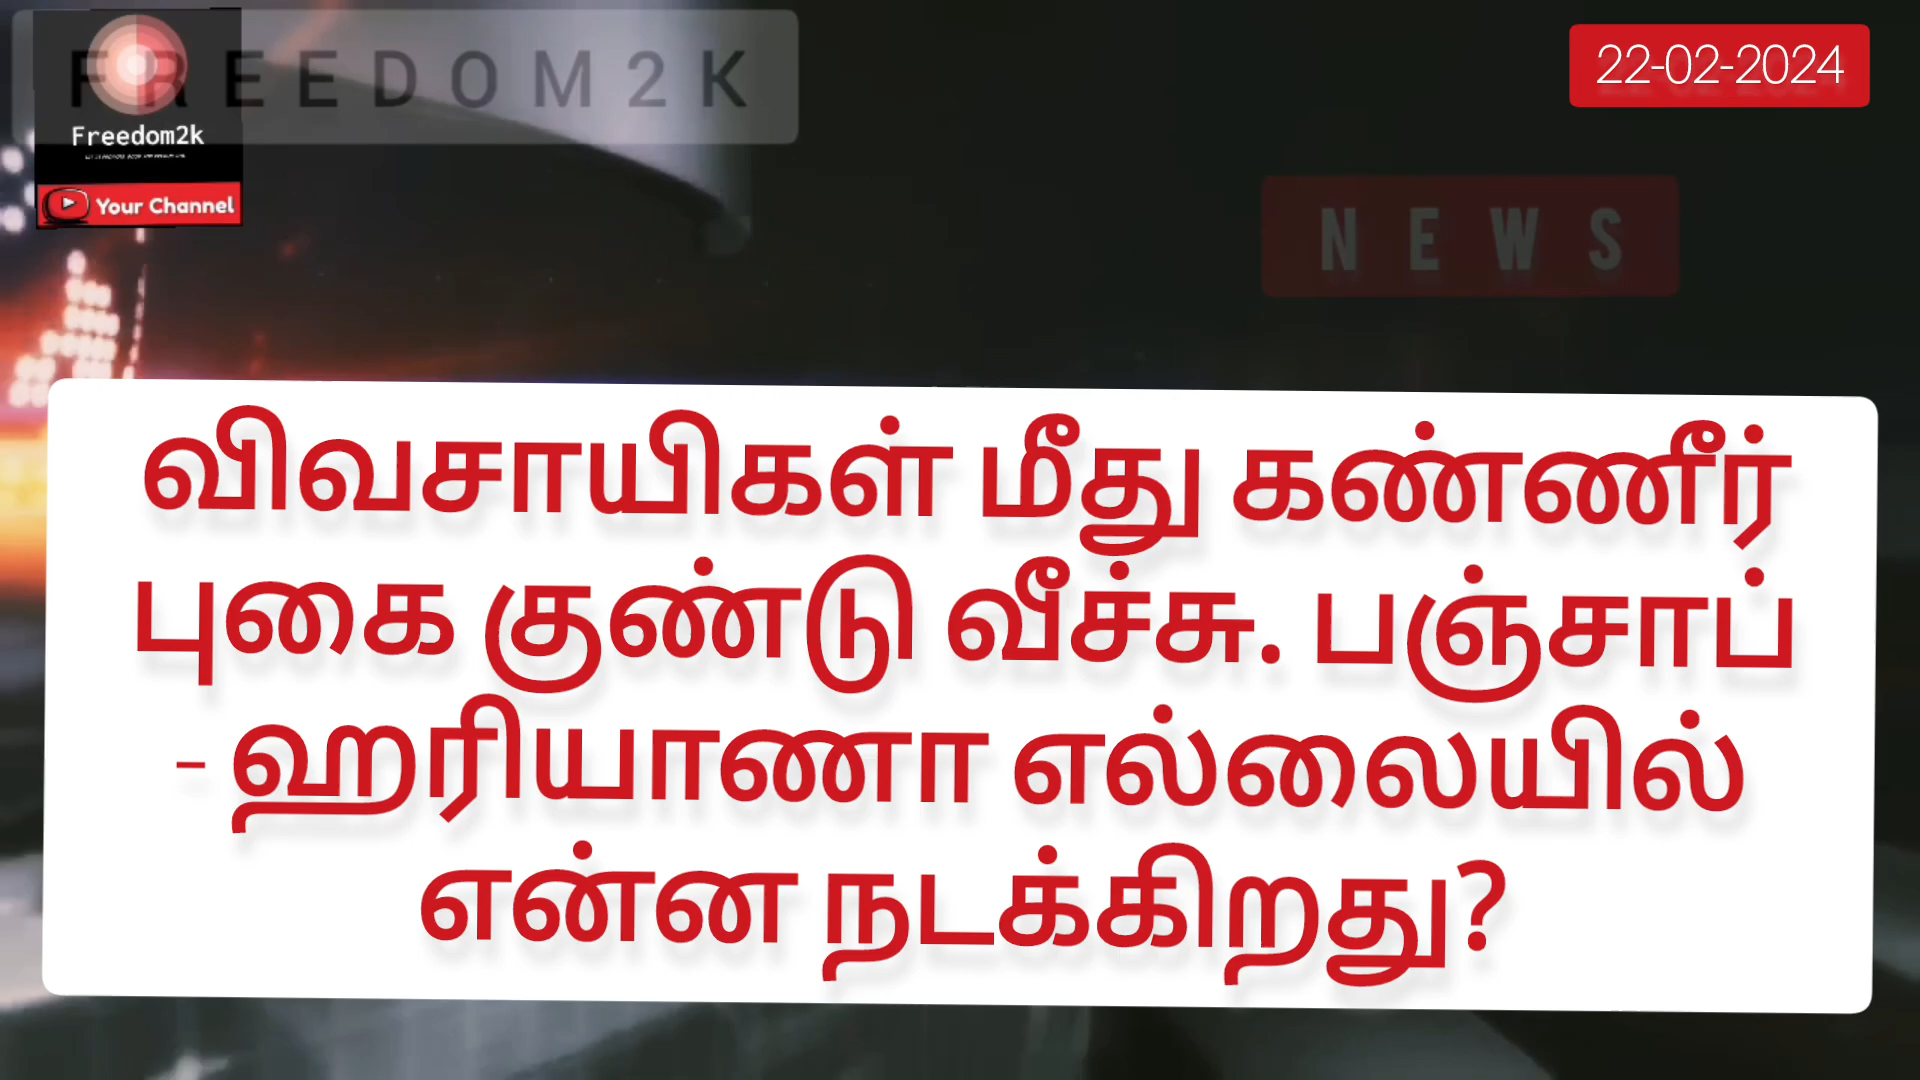 FREEDOM2K
Freedom2k
Your Channel
22-02-2024
NEWS
விவசாயிகள் மீது கண்ணீர்
புகை குண்டு வீச்சு. பஞ்சாப்
- ஹரியாணா எல்லையில்
என்ன நடக்கிறது?